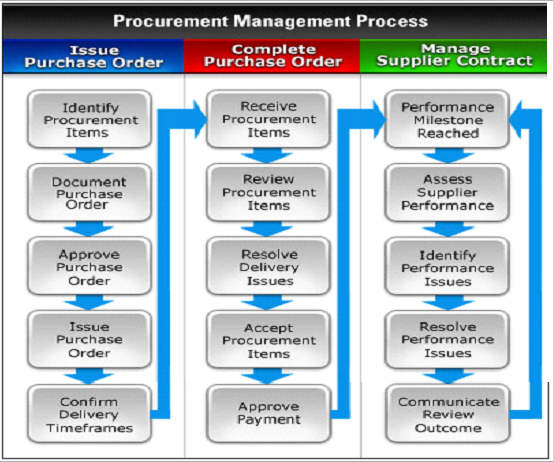 Procurement Management Process
Issue
Purchase Order
Complete
Purchase Order
Manage
Supplier Contract
Identify
Procurement
Items
Document
Purchase
Order
Approve
Purchase
Order
Issue
Purchase
Order
Confirm
Delivery
Timeframes
Receive
Procurement
Items
Review
Procurement
Items
Resolve
Delivery
Issues
Accept
Procurement
Items
Approve
Payment
Performance
Milestone
Reached
Assess
Supplier
Performance
Identify
Performance
Issues
Resolve
Performance
Issues
Communicate
Review
Outcome